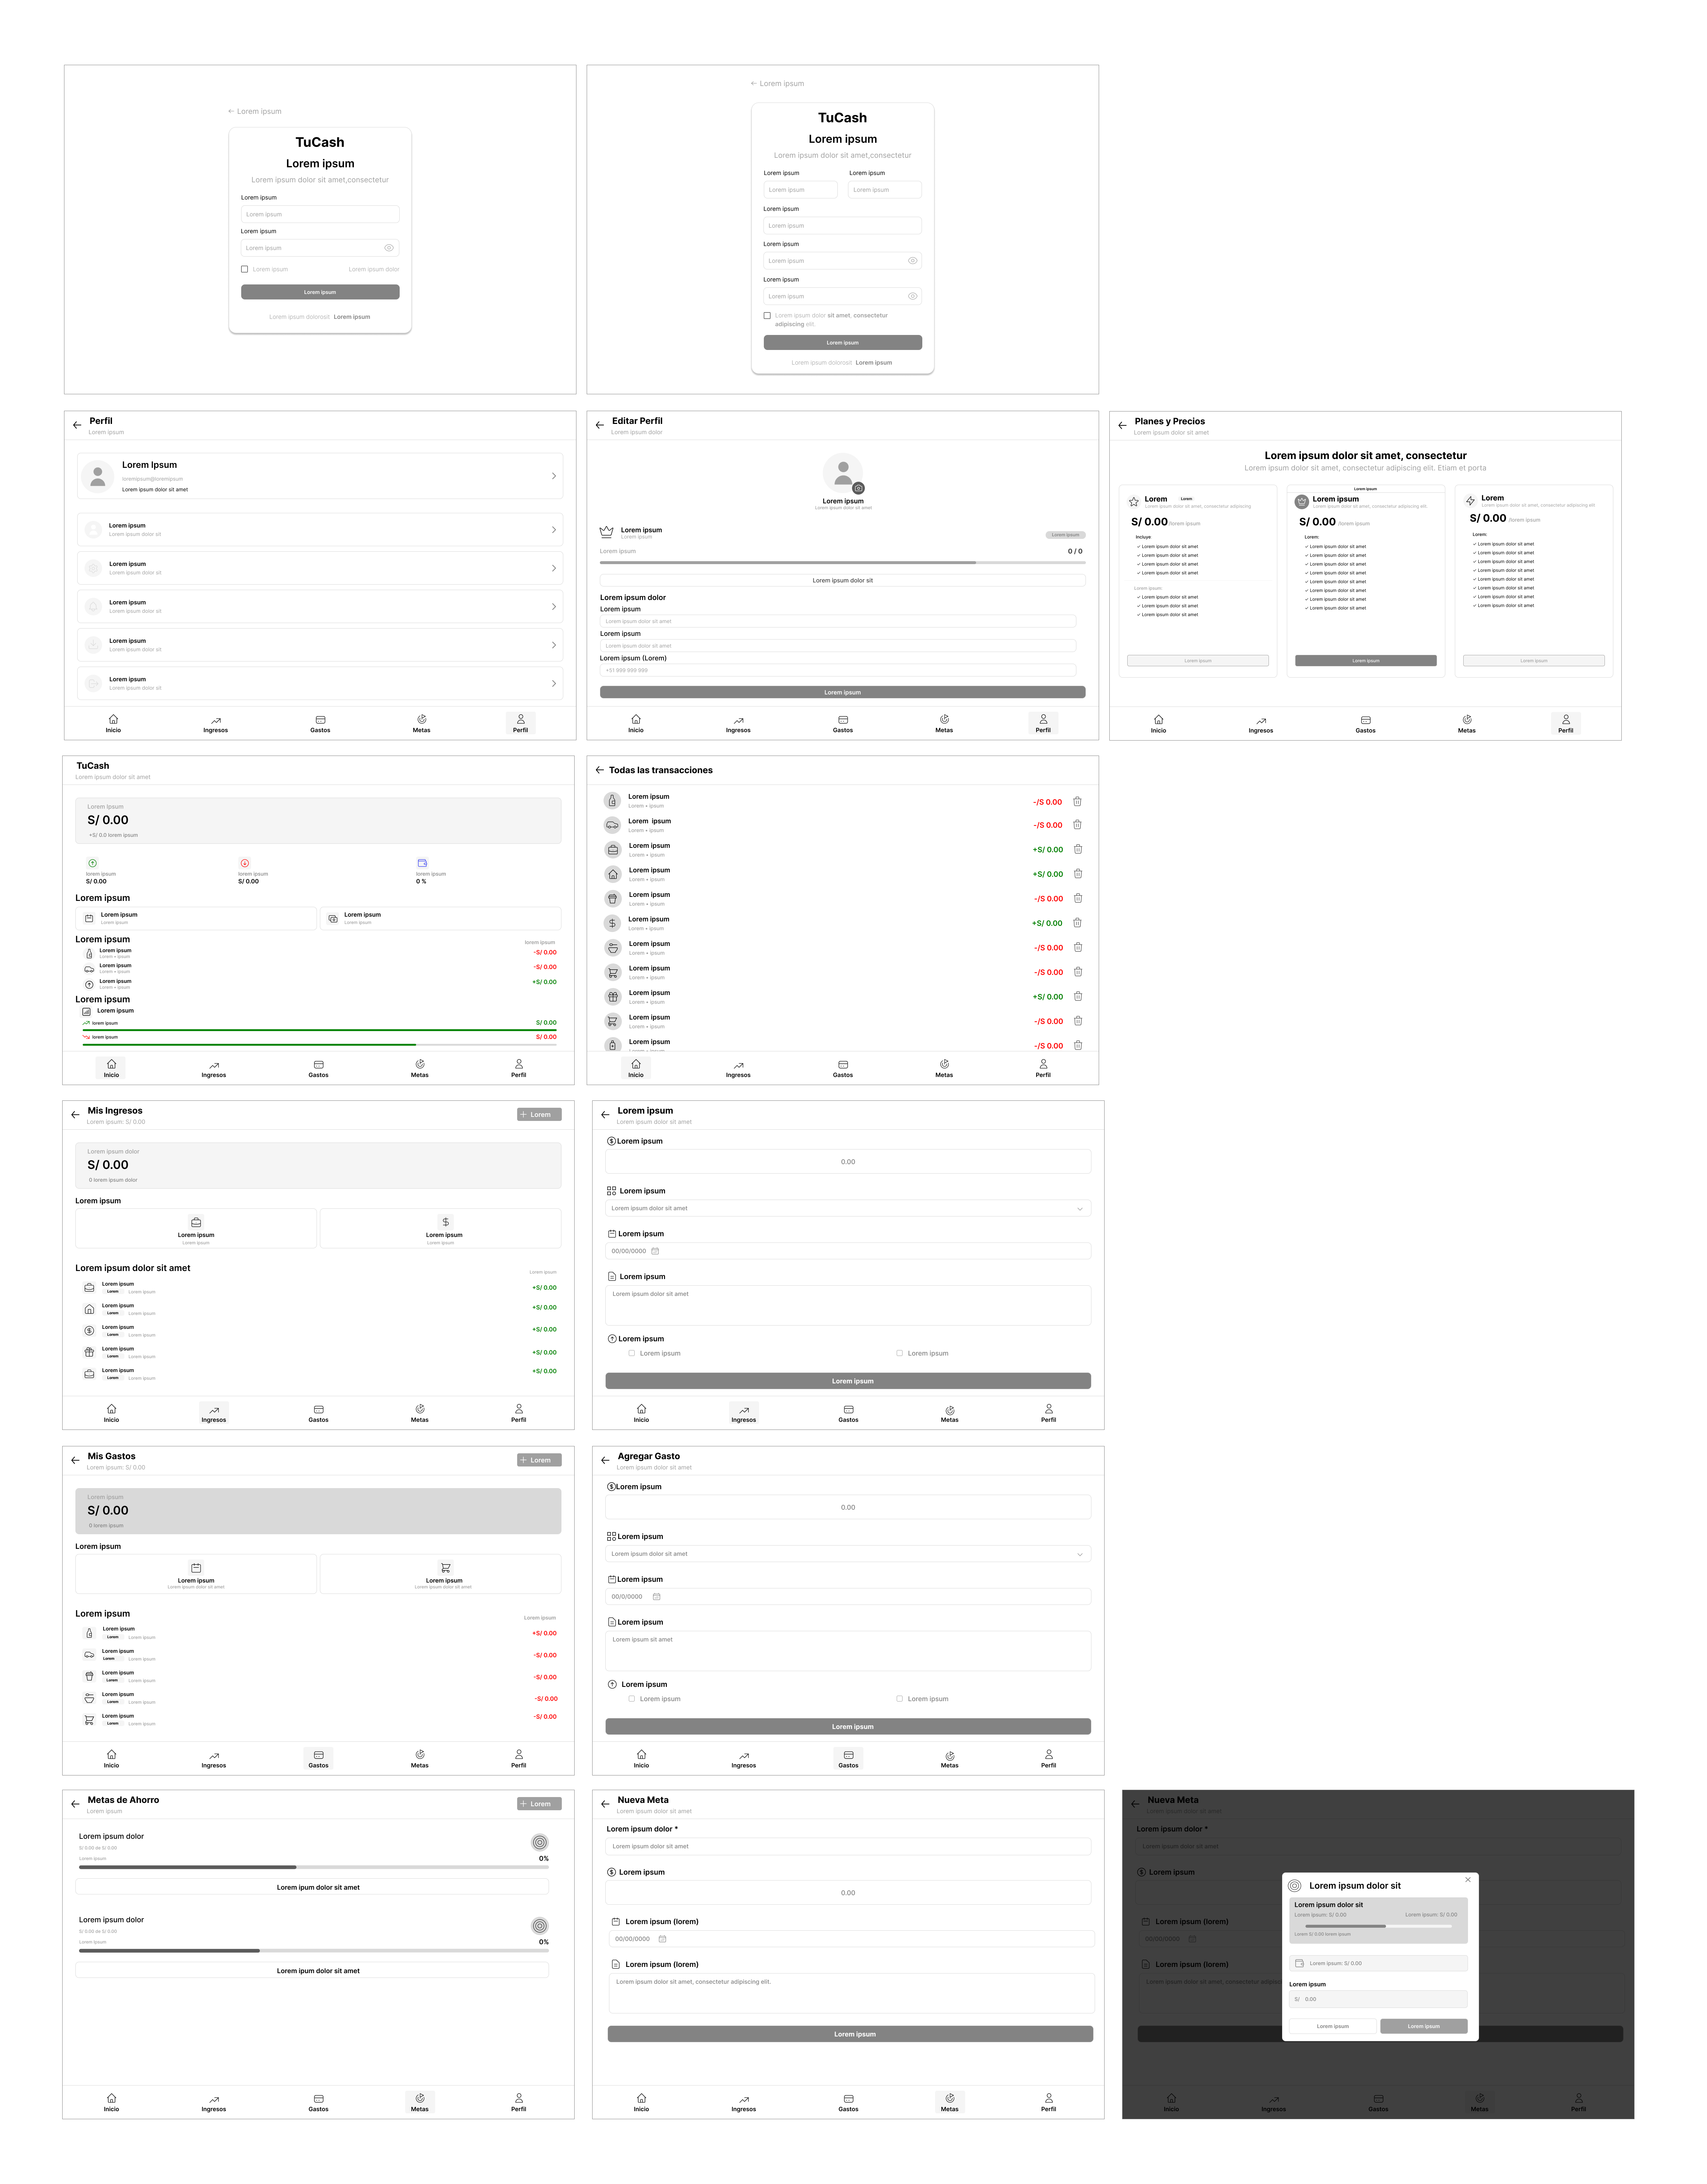 ← Lorem ipsum
TuCash
Lorem ipsum
Lorem ipsum dolor sit amet,consectetur
Lorem ipsum
Lorem ipsum
Lorem ipsum
Lorem ipsum
Lorem ipsum
Lorem ipsum dolor
Lorem ipsum
Lorem ipsum dolorosit Lorem ipsum
← Lorem ipsum
TuCash
Lorem ipsum
Lorem ipsum dolor sit amet,consectetur
Lorem ipsum
Lorem ipsum
Lorem ipsum
Lorem ipsum
Lorem ipsum
Lorem ipsum
Lorem ipsum
Lorem ipsum
Lorem ipsum
Lorem ipsum
Lorem ipsum dolor sit amet, consectetur
adipiscing elit.
Lorem ipsum
Lorem ipsum dolorosit Lorem ipsum
Perfil
Lorem ipsum
Lorem Ipsum
loremipsum@loremipsum
Lorem ipsum dolor sit amet
Lorem ipsum
Lorem ipsum dolor sit
Lorem ipsum
Lorem ipsum dolor sit
Lorem ipsum
Lorem ipsum dolor sit
Lorem ipsum
Lorem ipsum dolor sit
Lorem ipsum
Lorem ipsum dolor sit
Inicio
Ingresos
Gastos
Metas
Perfil
Editar Perfil
Lorem ipsum dolor
Lorem ipsum
Lorem ipsum dolor sit amet
Lorem ipsum
Lorem ipsum
Lorem ipsum
Lorem ipsum
0 / 0
Lorem ipsum dolor sit
Lorem ipsum dolor
Lorem ipsum
Lorem ipsum dolor sit amet
Lorem ipsum
Lorem ipsum dolor sit amet
Lorem ipsum (Lorem)
+51 999 999 999
Lorem ipsum
Inicio
Ingresos
Gastos
Metas
Perfil
Planes y Precios
Lorem ipsum dolor sit amet
Lorem ipsum dolor sit amet, consectetur
Lorem ipsum dolor sit amet, consectetur adipiscing elit. Etiam et porta
Lorem
Lorem
Lorem ipsum dolor sit amet, consectetur adipiscing
S/ 0.00 /lorem ipsum
Incluye:
✓ Lorem ipsum dolor sit amet
✓ Lorem ipsum dolor sit amet
✓ Lorem ipsum dolor sit amet
✓ Lorem ipsum dolor sit amet
Lorem ipsum:
✓ Lorem ipsum dolor sit amet
✓ Lorem ipsum dolor sit amet
✓ Lorem ipsum dolor sit amet
Lorem ipsum
Lorem ipsum
Lorem ipsum
Lorem ipsum dolor sit amet, consectetur adipiscing elit
S/ 0.00 /lorem ipsum
Lorem:
✓ Lorem ipsum dolor sit amet
✓ Lorem ipsum dolor sit amet
✓ Lorem ipsum dolor sit amet
✓ Lorem ipsum dolor sit amet
✓ Lorem ipsum dolor sit amet
✓ Lorem ipsum dolor sit amet
✓ Lorem ipsum dolor sit amet
✓ Lorem ipsum dolor sit amet
Lorem ipsum
Lorem
Lorem ipsum dolor sit amet, consectetur adipiscing elit
S/ 0.00 /lorem ipsum
Lorem:
✓ Lorem ipsum dolor sit amet
✓ Lorem ipsum dolor sit amet
✓ Lorem ipsum dolor sit amet
✓ Lorem ipsum dolor sit amet
✓ Lorem ipsum dolor sit amet
✓ Lorem ipsum dolor sit amet
✓ Lorem ipsum dolor sit amet
✓ Lorem ipsum dolor sit amet
Lorem ipsum
Inicio
Ingresos
Gastos
Metas
Perfil
TuCash
Lorem ipsum dolor sit amet
Lorem ipsum
S/ 0.00
+S/ 0.0 lorem ipsum
lorem ipsum
S/ 0.00
lorem ipsum
S/ 0.00
lorem ipsum
0 %
Lorem ipsum
Lorem ipsum
Lorem ipsum
Lorem ipsum
Lorem ipsum
Lorem ipsum
lorem ipsum
Lorem ipsum
Lorem • ipsum
-S/ 0.00
Lorem ipsum
Lorem • ipsum
-S/ 0.00
Lorem ipsum
Lorem • ipsum
+S/ 0.00
Lorem ipsum
Lorem ipsum
lorem ipsum
S/ 0.00
lorem ipsum
S/ 0.00
Inicio
Ingresos
Gastos
Metas
Perfil
Todas las transacciones
Lorem ipsum
Lorem • ipsum
-/S 0.00
Lorem ipsum
Lorem • ipsum
-/S 0.00
Lorem ipsum
Lorem • ipsum
+S/ 0.00
Lorem ipsum
Lorem • ipsum
+S/ 0.00
Lorem ipsum
Lorem • ipsum
-/S 0.00
Lorem ipsum
Lorem • ipsum
+S/ 0.00
Lorem ipsum
Lorem • ipsum
-/S 0.00
Lorem ipsum
Lorem • ipsum
-/S 0.00
Lorem ipsum
Lorem • ipsum
+S/ 0.00
Lorem ipsum
Lorem • ipsum
-/S 0.00
Lorem ipsum
-/S 0.00
Inicio
Ingresos
Gastos
Metas
Perfil
Mis Ingresos
Lorem ipsum: S/ 0.00
+ Lorem
Lorem ipsum dolor
S/ 0.00
0 lorem ipsum dolor
Lorem ipsum
Lorem ipsum
Lorem ipsum
Lorem ipsum
Lorem ipsum
Lorem ipsum dolor sit amet
Lorem ipsum
Lorem ipsum
Lorem Lorem ipsum
+S/ 0.00
Lorem ipsum
Lorem Lorem ipsum
+S/ 0.00
Lorem ipsum
Lorem Lorem ipsum
+S/ 0.00
Lorem ipsum
Lorem Lorem ipsum
+S/ 0.00
Lorem ipsum
Lorem Lorem ipsum
+S/ 0.00
Inicio
Ingresos
Gastos
Metas
Perfil
Lorem ipsum
Lorem ipsum dolor sit amet
Lorem ipsum
0.00
Lorem ipsum
Lorem ipsum dolor sit amet
Lorem ipsum
00/00/0000
Lorem ipsum
Lorem ipsum dolor sit amet
Lorem ipsum
Lorem ipsum
Lorem ipsum
Lorem ipsum
Inicio
Ingresos
Gastos
Metas
Perfil
Mis Gastos
Lorem ipsum: S/ 0.00
+ Lorem
Lorem ipsum
S/ 0.00
0 lorem ipsum
Lorem ipsum
Lorem ipsum
Lorem ipsum dolor sit amet
Lorem ipsum
Lorem ipsum dolor sit amet
Lorem ipsum
Lorem ipsum
Lorem ipsum
Lorem Lorem ipsum
+S/ 0.00
Lorem ipsum
Lorem Lorem ipsum
-S/ 0.00
Lorem ipsum
Lorem Lorem ipsum
-S/ 0.00
Lorem ipsum
Lorem Lorem ipsum
-S/ 0.00
Lorem ipsum
Lorem Lorem ipsum
-S/ 0.00
Inicio
Ingresos
Gastos
Metas
Perfil
Agregar Gasto
Lorem ipsum dolor sit amet
Lorem ipsum
0.00
Lorem ipsum
Lorem ipsum dolor sit amet
Lorem ipsum
00/0/0000
Lorem ipsum
Lorem ipsum sit amet
Lorem ipsum
Lorem ipsum
Lorem ipsum
Lorem ipsum
Inicio
Ingresos
Gastos
Metas
Perfil
Metas de Ahorro
Lorem ipsum
+ Lorem
Lorem ipsum dolor
S/ 0.00 de S/ 0.00
Lorem ipsum
0%
Lorem ipum dolor sit amet
Lorem ipsum dolor
S/ 0.00 de S/ 0.00
Lorem ipsum
0%
Lorem ipum dolor sit amet
Inicio
Ingresos
Gastos
Metas
Perfil
Nueva Meta
Lorem ipsum dolor sit amet
Lorem ipsum dolor *
Lorem ipsum dolor sit amet
Lorem ipsum
0.00
Lorem ipsum (lorem)
00/00/0000
Lorem ipsum (lorem)
Lorem ipsum dolor sit amet, consectetur adipiscing elit.
Lorem ipsum
Inicio
Ingresos
Gastos
Metas
Perfil
Nueva Meta
Lorem ipsum dolor sit amet
Lorem ipsum dolor *
Lorem ipsum dolor sit amet
Lorem ipsum
Lorem ipsum (lorem)
00/00/0000
Lorem ipsum (lorem)
Lorem ipsum dolor sit amet, consectetur
Lorem ipsum dolor sit
Lorem ipsum dolor sit
Lorem ipsum: S/ 0.00
Lorem ipsum: S/ 0.00
Lorem S/ 0.00 lorem ipsum
Lorem ipsum: S/ 0.00
Lorem ipsum
S/ 0.00
Lorem ipsum
Lorem ipsum
Inicio
Ingresos
Gastos
Metas
Perfil